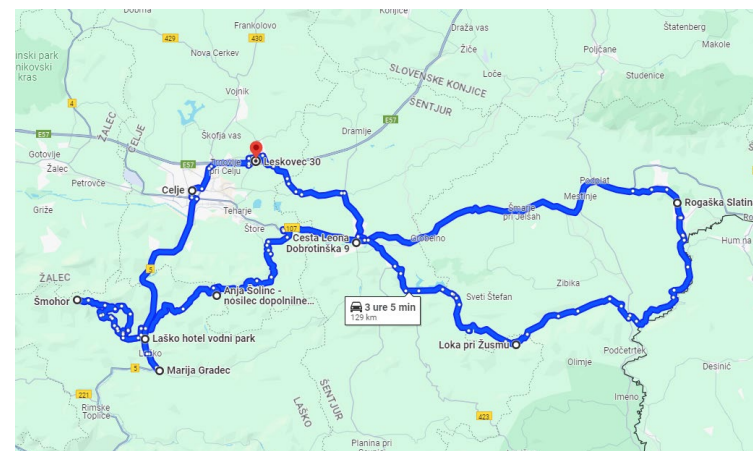 Dobrna
Konjice
Frankolovo
Draža vas
Štatenberg
429
430
Žiče
Poljčane
Makole
Nova Cerkev
Loče
Studenice
SLOVENSKE KONJICE
ŠENTJUR
4
Vojnik
ŽALEC
CELJE
Dramlje
E57
Škofja vas
E57
Gotovlje
E57
Leskovec 30
pri Celju
Žalec
Petrovče
Celje
Mestinje
Rogaška Slatin
Teharje
Šmarje
pri Jelšah
Griže
Štore
107
Cesta Leona
Dobrotinška 9
Grobelno
Hum na
5
ŽALEC
Anja Šolinc -
nosilec dopolnilne...
Zibika
Šmohor
Sveti Štefan
3 ure 5 min
129 km
Laško hotel vodni park
Loka pri Žusmu
Podčetrtek
Laško
Olimje
Desinić
5
Marija Gradec
Imeno
221
ŠENTJUR
LAŠKO
Rimske
Toplice
423
Planina pri